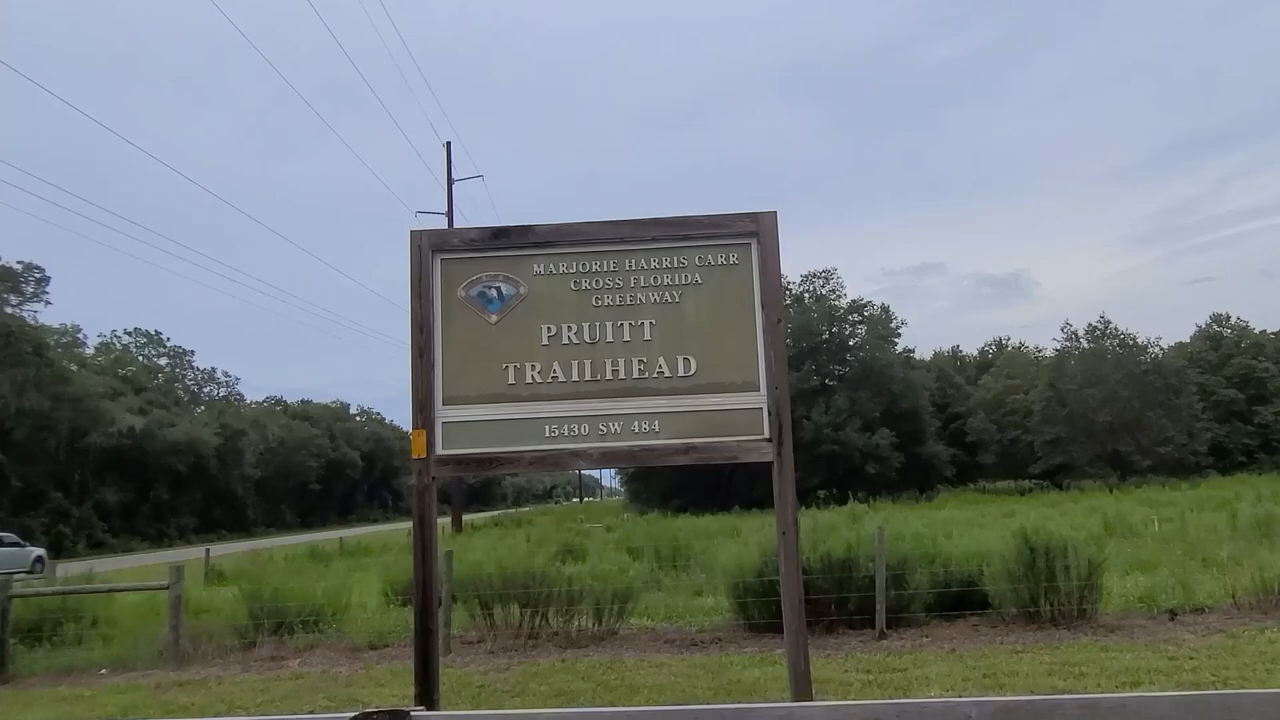 MARJORIE HARRIS CARR
CROSS FLORIDA
GREENWAY
PRUITT
TRAILHEAD
15430 SW 484